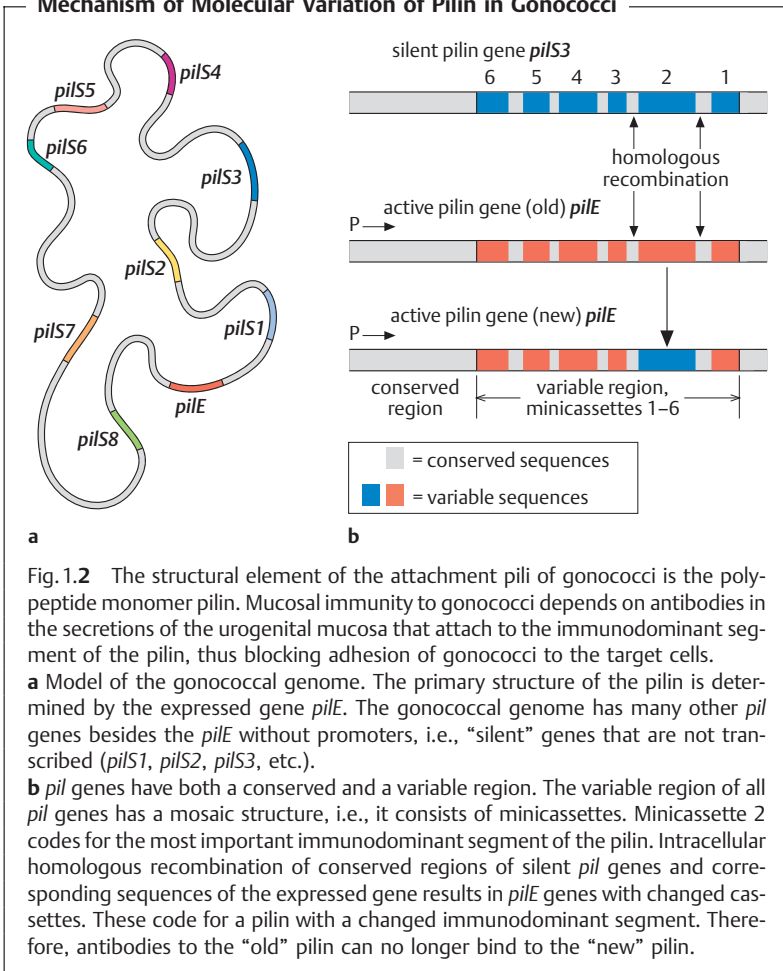 Mechanism of Molecular Variation of Pilin in Gonococci
pilS4
pilS5
pilS6
pilS3
pilS2
pilS1
pilS7
pilE
pilS8
a
silent pilin gene pilS3
6 5 4 3 2 1
homologous
recombination
active pilin gene (old) pilE
P
active pilin gene (new) pilE
P
conserved
region
variable region,
minicassettes 1–6
= conserved sequences
= variable sequences
b
Fig. 1.2 The structural element of the attachment pili of gonococci is the poly-
peptide monomer pilin. Mucosal immunity to gonococci depends on antibodies in
the secretions of the urogenital mucosa that attach to the immunodominant seg-
ment of the pilin, thus blocking adhesion of gonococci to the target cells.
a Model of the gonococcal genome. The primary structure of the pilin is deter-
mined by the expressed gene pilE. The gonococcal genome has many other pil
genes besides the pilE without promoters, i.e., “silent” genes that are not tran-
scribed (pilS1, pilS2, pilS3, etc.).
b pil genes have both a conserved and a variable region. The variable region of all
pil genes has a mosaic structure, i.e., it consists of minicassettes. Minicassette 2
codes for the most important immunodominant segment of the pilin. Intracellular
homologous recombination of conserved regions of silent pil genes and corre-
sponding sequences of the expressed gene results in pilE genes with changed cas-
settes. These code for a pilin with a changed immunodominant segment. There-
fore, antibodies to the “old” pilin can no longer bind to the “new” pilin.